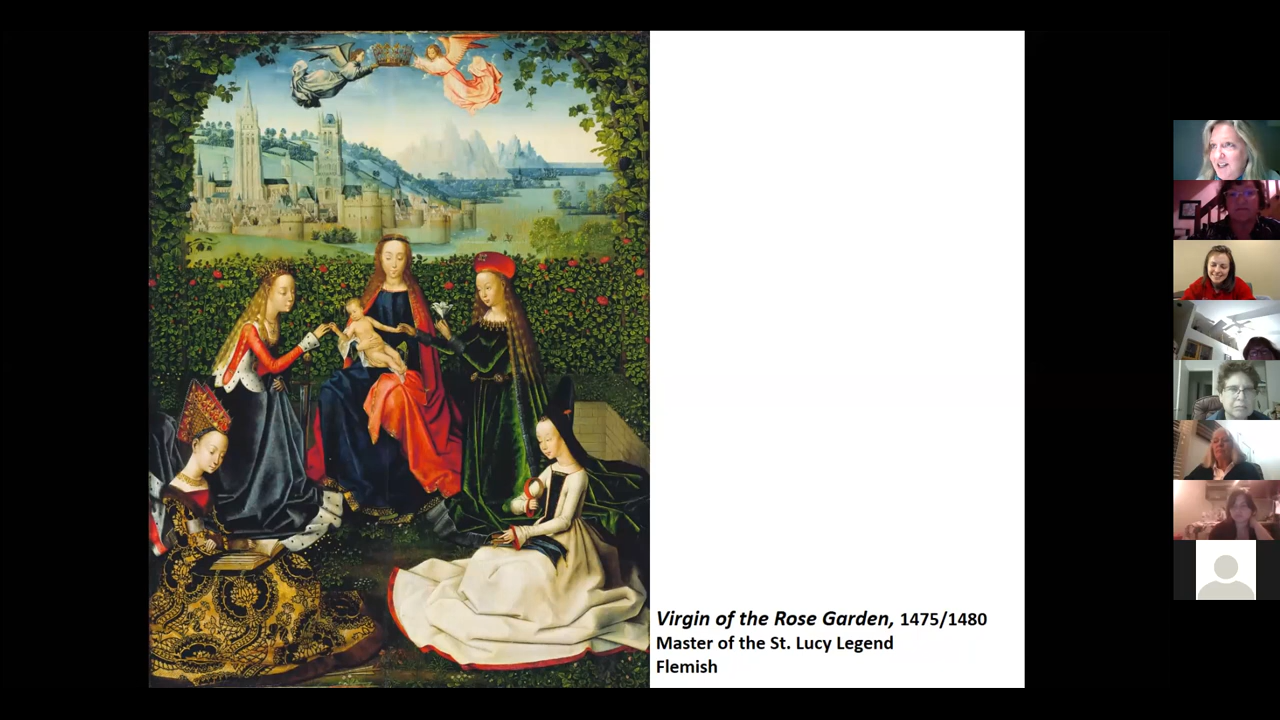 Virgin of the Rose Garden, 1475/1480
Master of the St. Lucy Legend
Flemish